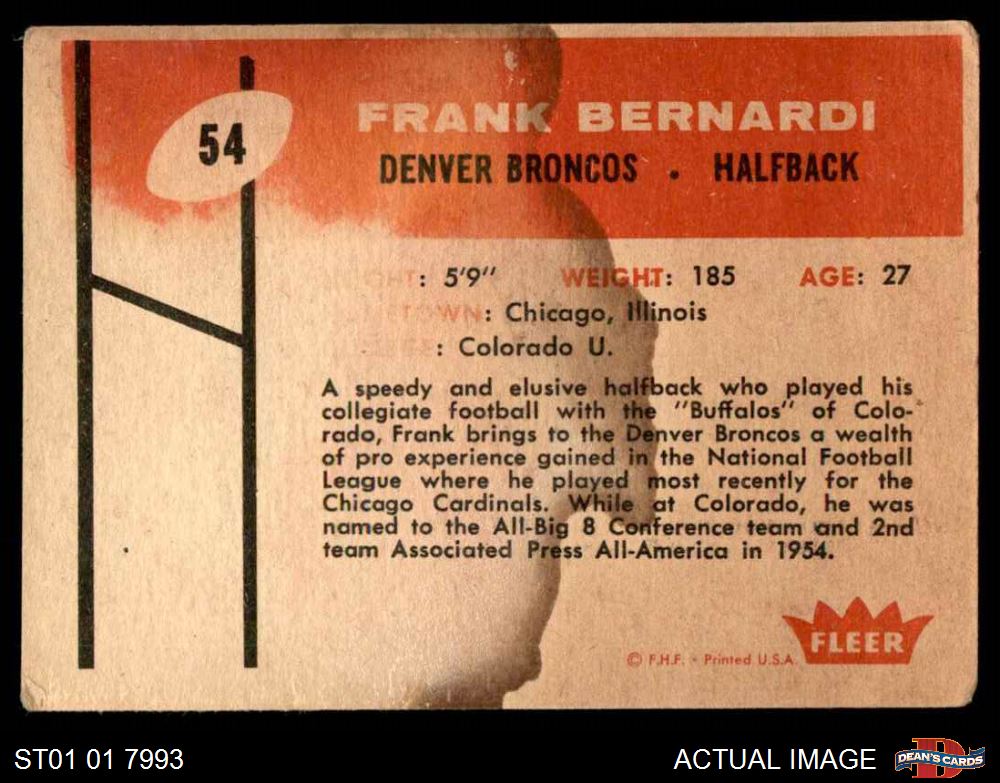 54
FRANK BERNARDI
DENVER BRONCOS . HALFBACK
HT: 5'9" WEIGHT: 185 AGE: 27
TOWN: Chicago, Illinois
: Colorado U.
A speedy and elusive halfback who played his
collegiate football with the "Buffalos" of Colo-
rado, Frank brings to the Denver Broncos a wealth
of pro experience gained in the National Football
League where he played most recently for the
Chicago Cardinals. While at Colorado, he was
named to the All-Big 8 Conference team and 2nd
team Associated Press All-America in 1954.
FLEER
© F.H.F. - Printed U.S.A.
ST01 01 7993
ACTUAL IMAGE
D
DEAN'S CARDS